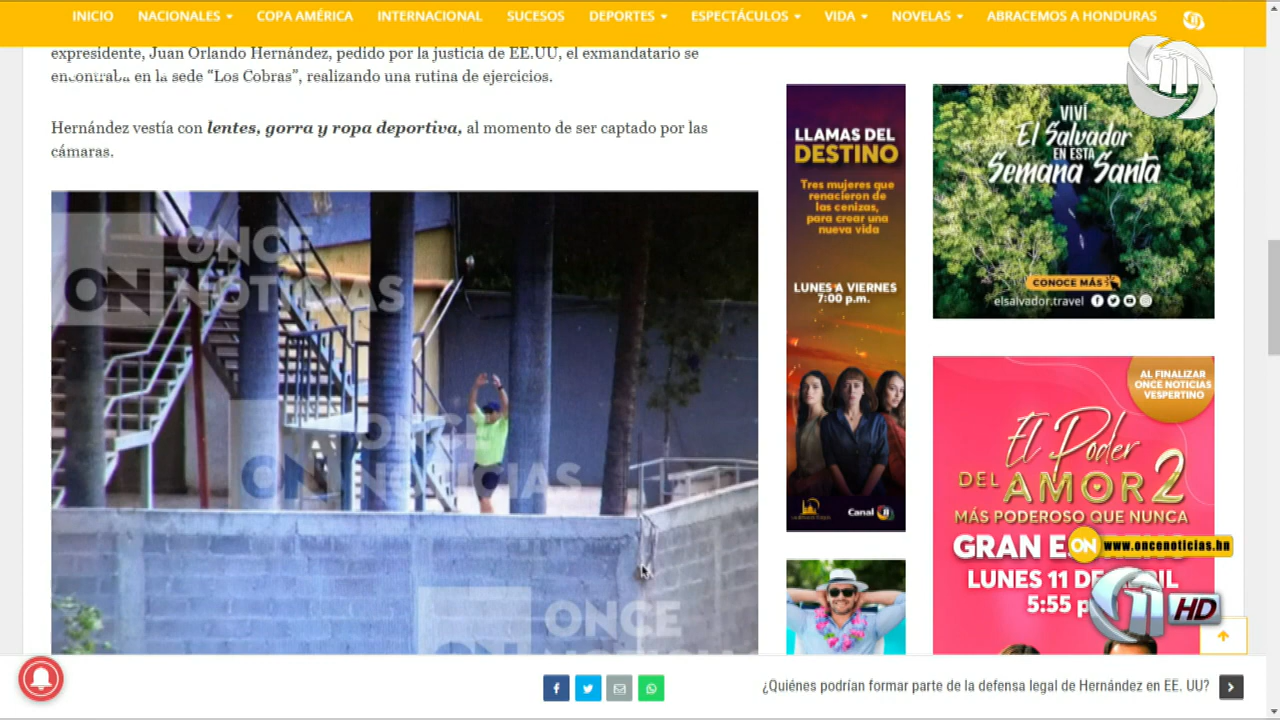 INICIO NACIONALES COPA AMÉRICA INTERNACIONAL SUCESOS DEPORTES ESPECTÁCULOS VIDA NOVELAS ABRACEMOS A HONDURAS
expresidente, Juan Orlando Hernández, pedido por la justicia de EE.UU, el exmandatario se
encontraba en la sede “Los Cobras”, realizando una rutina de ejercicios.
Hernández vestía con lentes, gorra y ropa deportiva, al momento de ser captado por las
cámaras.
ON
ONCE
NOTICIAS
ONCE
NOTICIAS
ONCE
LLAMAS DEL
DESTINO
Tres mujeres que
renacieron de
las cenizas,
para crear una
nueva vida
LUNES A VIERNES
7:00 p.m.
Canal 11
VIVÍ
El Salvador
EN ESTA
Semana Santa
CONOCE MÁS
elsalvador.travel
AL FINALIZAR
ONCE NOTICIAS
VESPERTINO
El Poder
DEL AMOR 2
MÁS PODEROSO QUE NUNCA
GRAN
LUNES 11 DE
5:55
ON www.oncenoticias.hn
11 HD
¿Quiénes podrían formar parte de la defensa legal de Hernández en EE. UU?